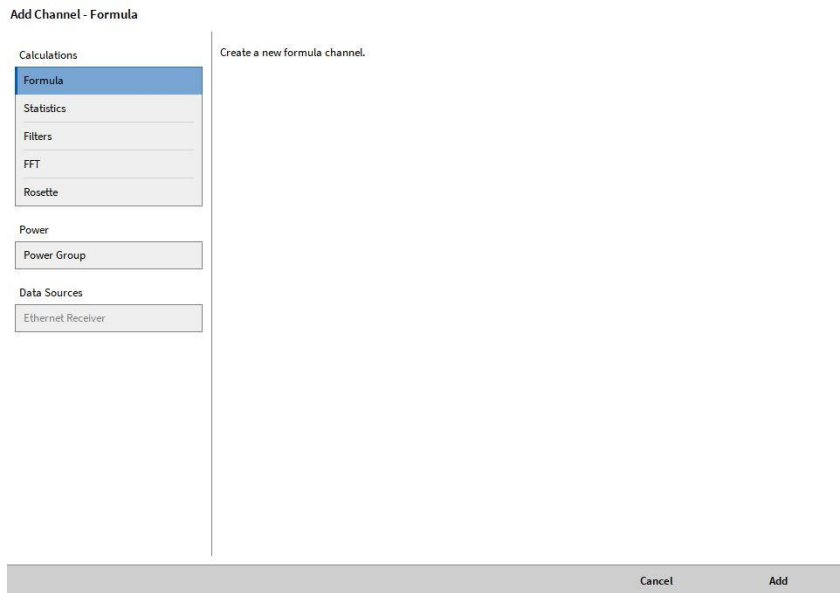 Add Channel - Formula
Calculations
Formula
Statistics
Filters
FFT
Rosette
Power
Power Group
Data Sources
Ethernet Receiver
Create a new formula channel.
Cancel
Add